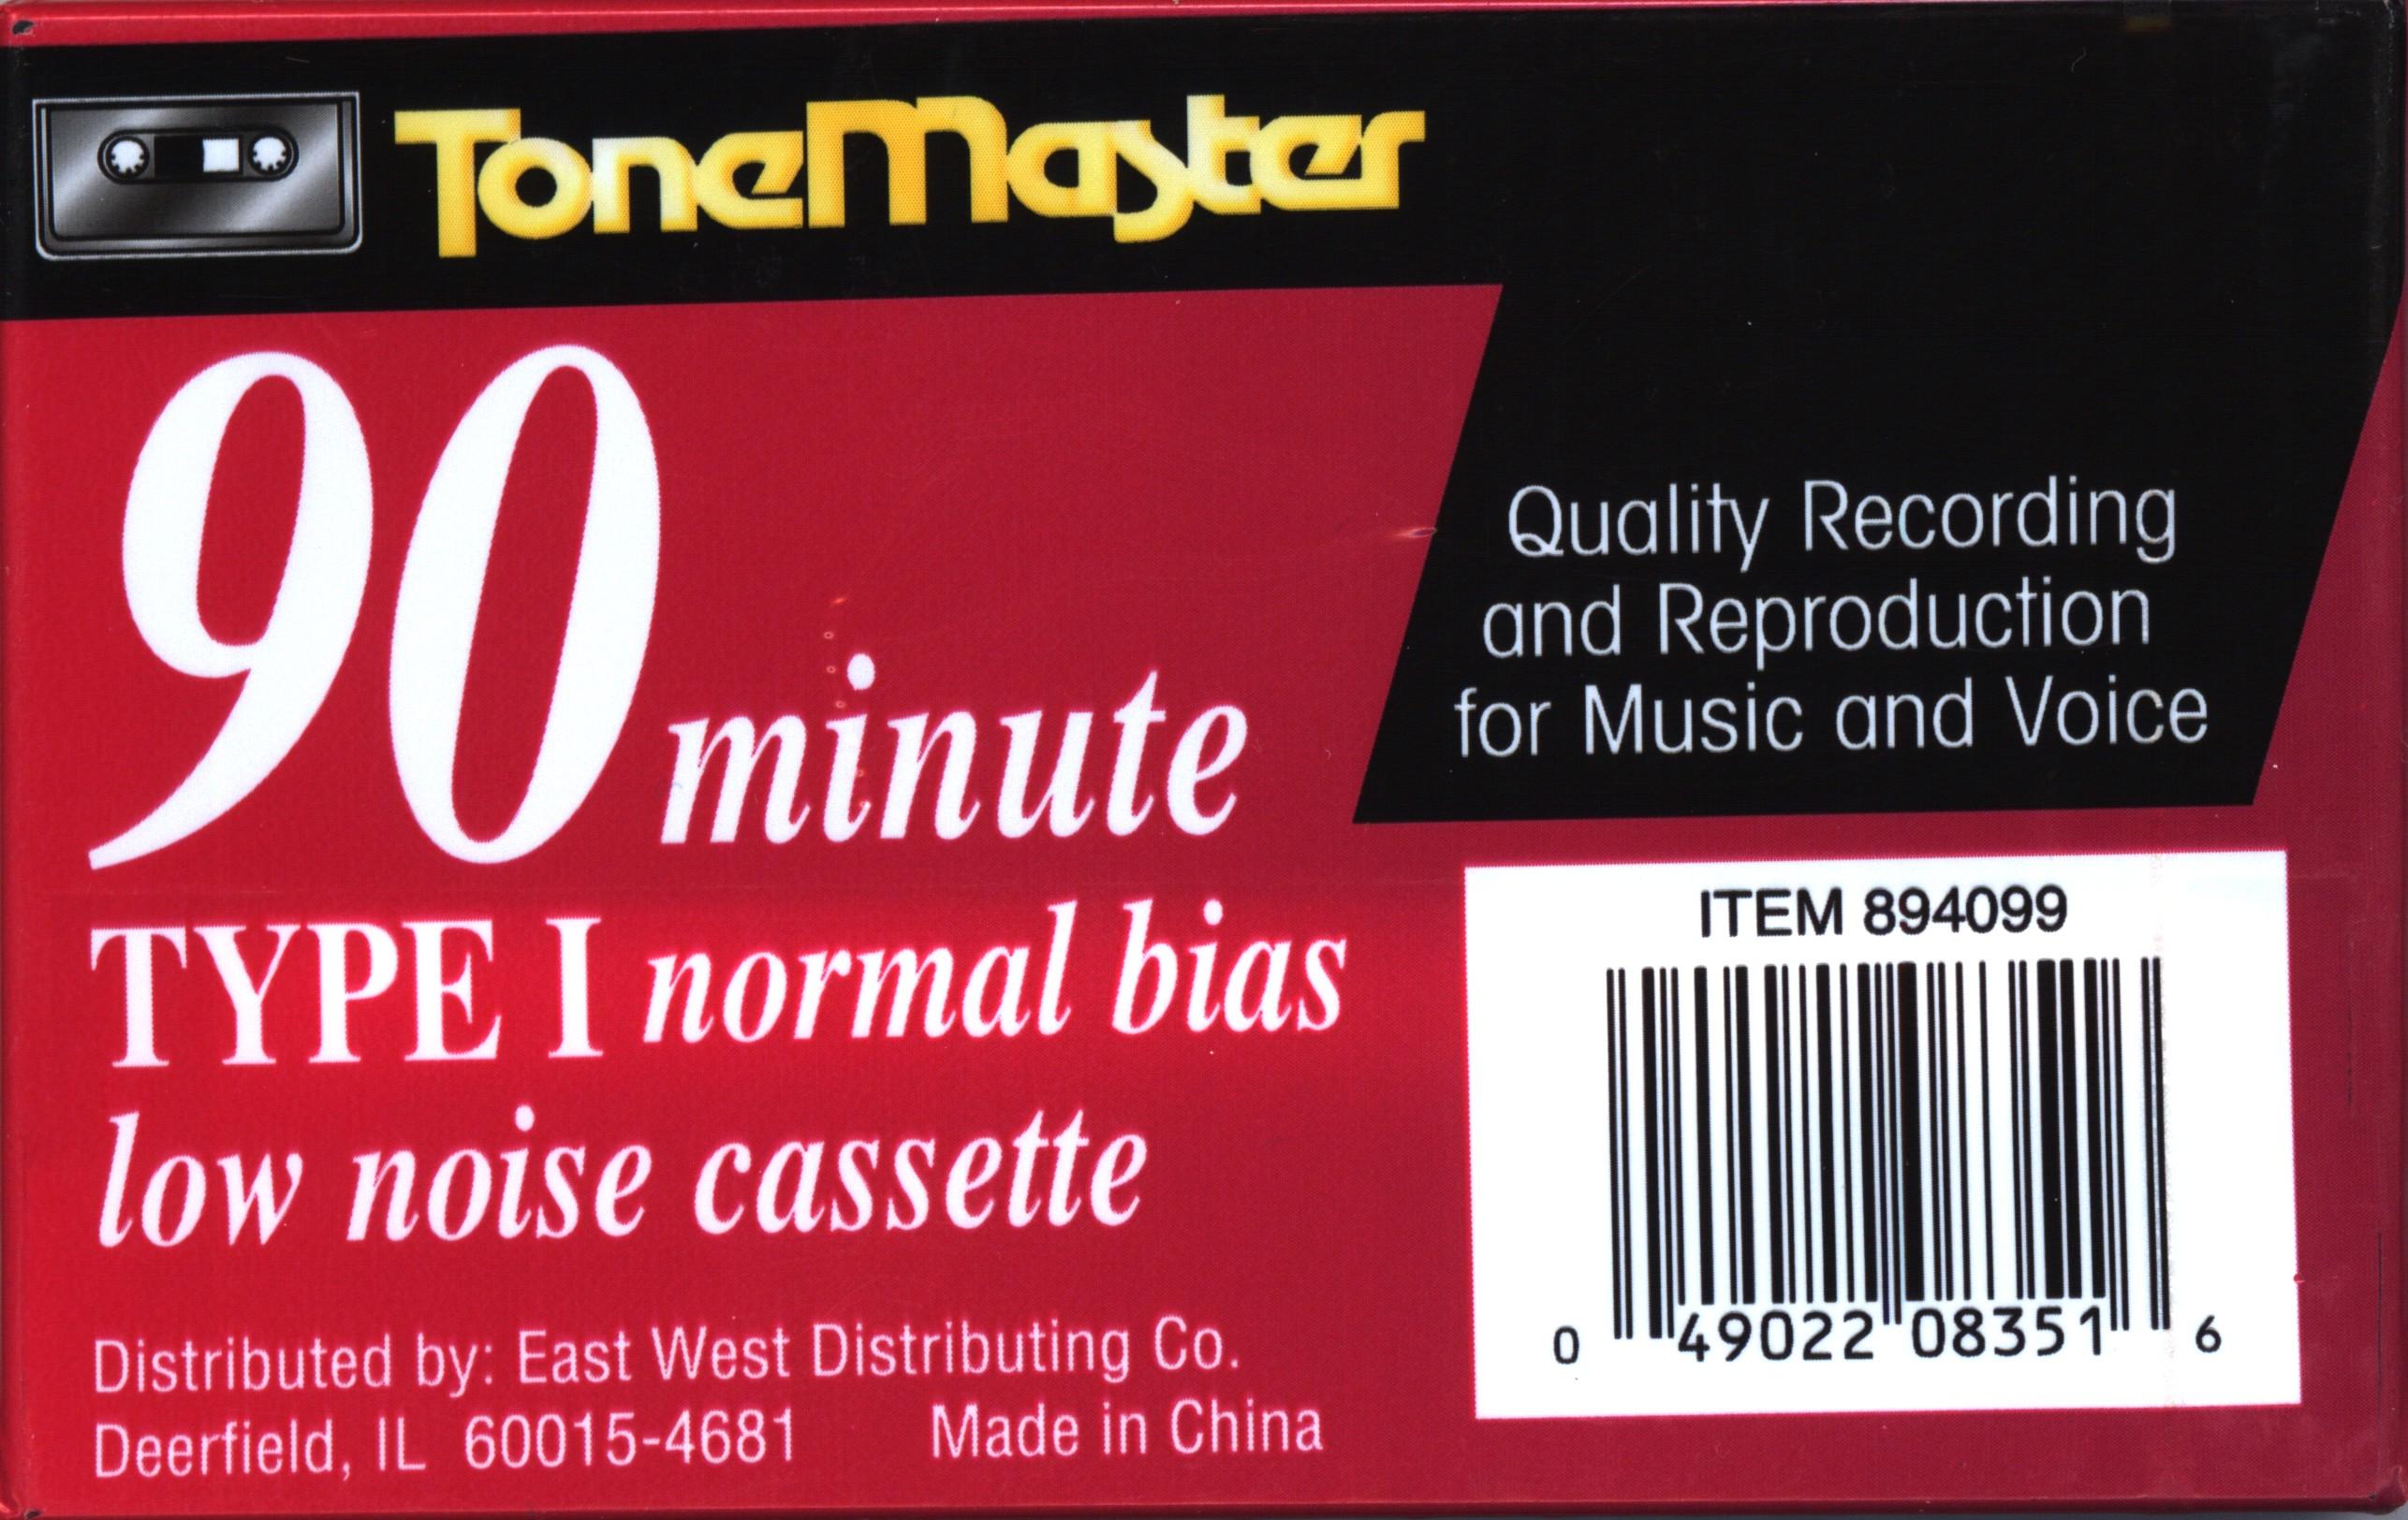 ToneMaster
90 minute
TYPE I normal bias
low noise cassette
Distributed by: East West Distributing Co.
Deerfield, IL 60015-4681 Made in China
Quality Recording
and Reproduction
for Music and Voice
ITEM 894099
0 49022 08351 6